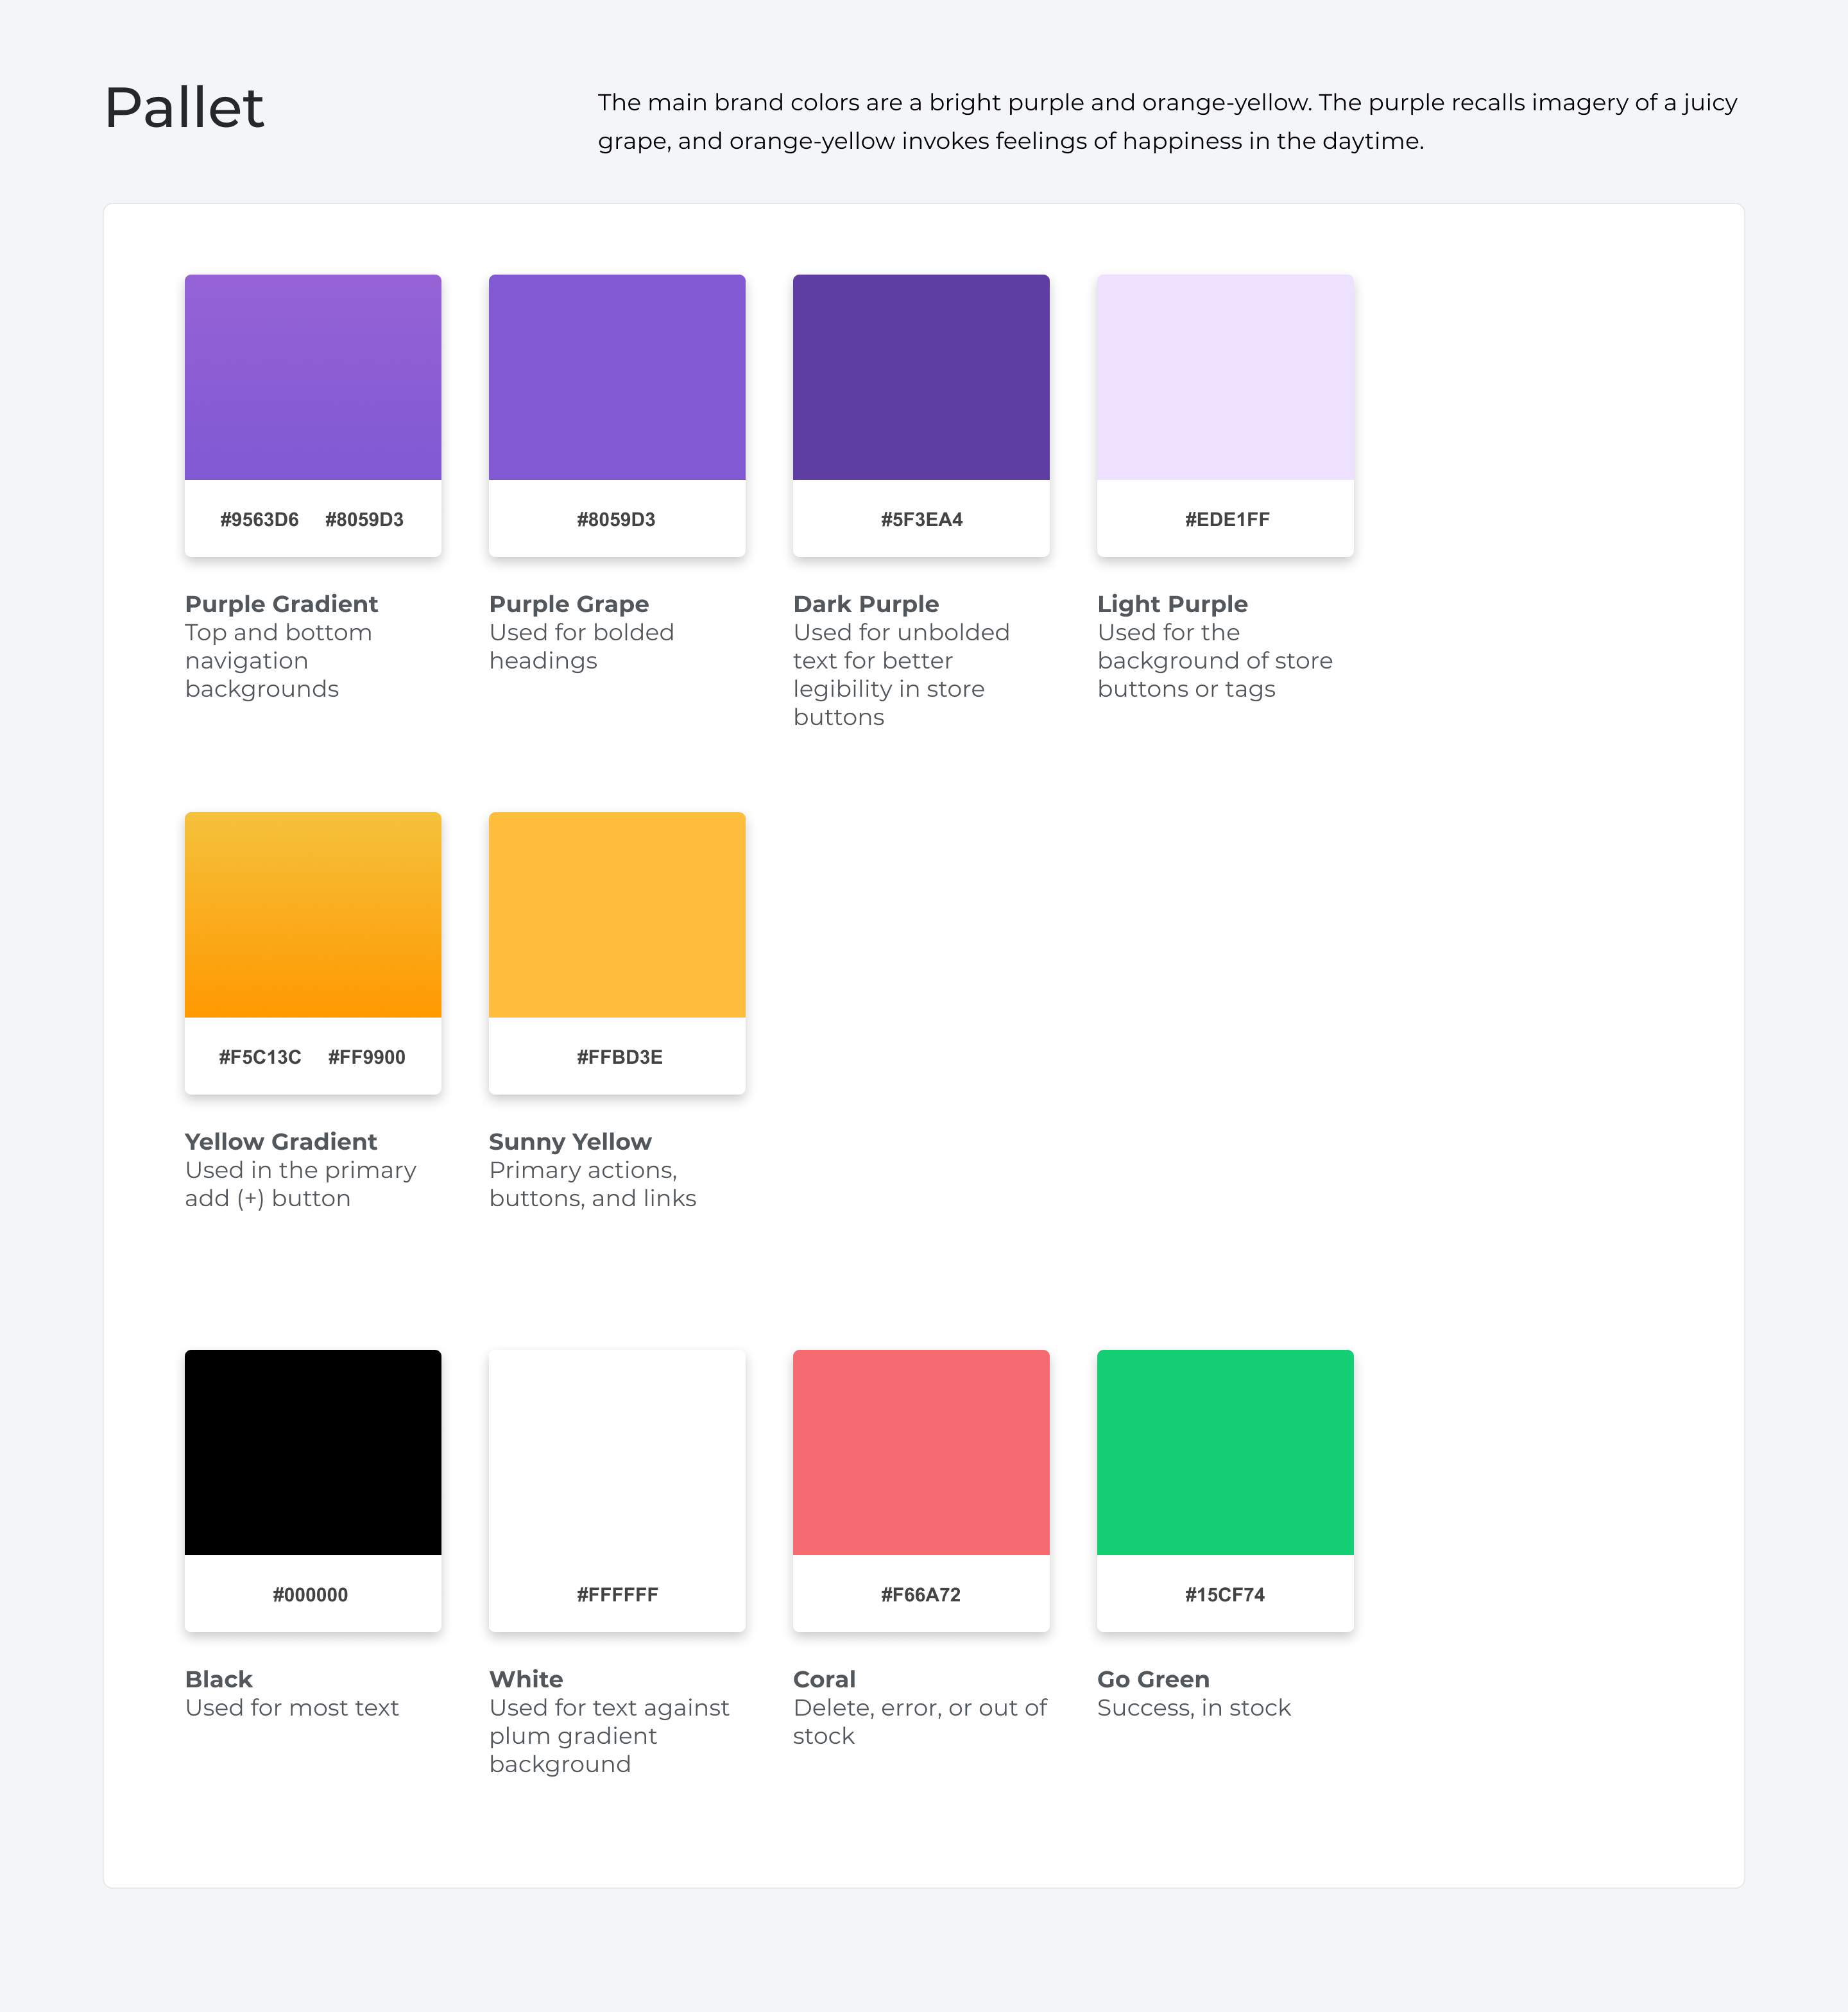 Pallet
The main brand colors are a bright purple and orange-yellow. The purple recalls imagery of a juicy
grape, and orange-yellow invokes feelings of happiness in the daytime.
#9563D6 #8059D3
Purple Gradient
Top and bottom
navigation
backgrounds
#8059D3
Purple Grape
Used for bolded
headings
#5F3EA4
Dark Purple
Used for unbolded
text for better
legibility in store
buttons
#EDE1FF
Light Purple
Used for the
background of store
buttons or tags
#F5C13C #FF9900
Yellow Gradient
Used in the primary
add (+) button
#FFBD3E
Sunny Yellow
Primary actions,
buttons, and links
#000000
Black
Used for most text
#FFFFFF
White
Used for text against
plum gradient
background
#F66A72
Coral
Delete, error, or out of
stock
#15CF74
Go Green
Success, in stock